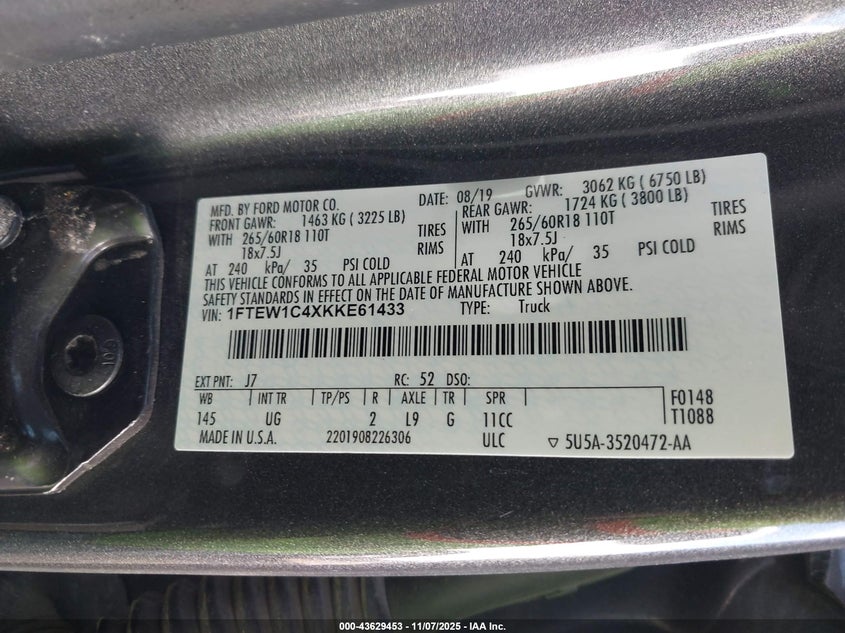 MFD. BY FORD MOTOR CO. DATE: 08/19 GVWR: 3062 KG ( 6750 LB)
FRONT GAWR: 1463 KG ( 3225 LB) REAR GAWR: 1724 KG ( 3800 LB)
WITH 265/60R18 110T TIRES WITH 265/60R18 110T TIRES
18x7.5J RIMS 18x7.5J RIMS
AT 240 kPa/ 35 PSI COLD AT 240 kPa/ 35 PSI COLD
THIS VEHICLE CONFORMS TO ALL APPLICABLE FEDERAL MOTOR VEHICLE
SAFETY STANDARDS IN EFFECT ON THE DATE OF MANUFACTURE SHOWN ABOVE.
VIN: 1FTEW1C4XKKE61433 TYPE: Truck
EXT PNT: J7 RC: 52 DSO:
WB INT TR TP/PS R AXLE TR SPR F0148
145 UG 2 L9 G 11CC T1088
MADE IN U.S.A. 2201908226306 ULC ▽ 5U5A-3520472-AA
000-43629453 — 11/07/2025 — IAA Inc.